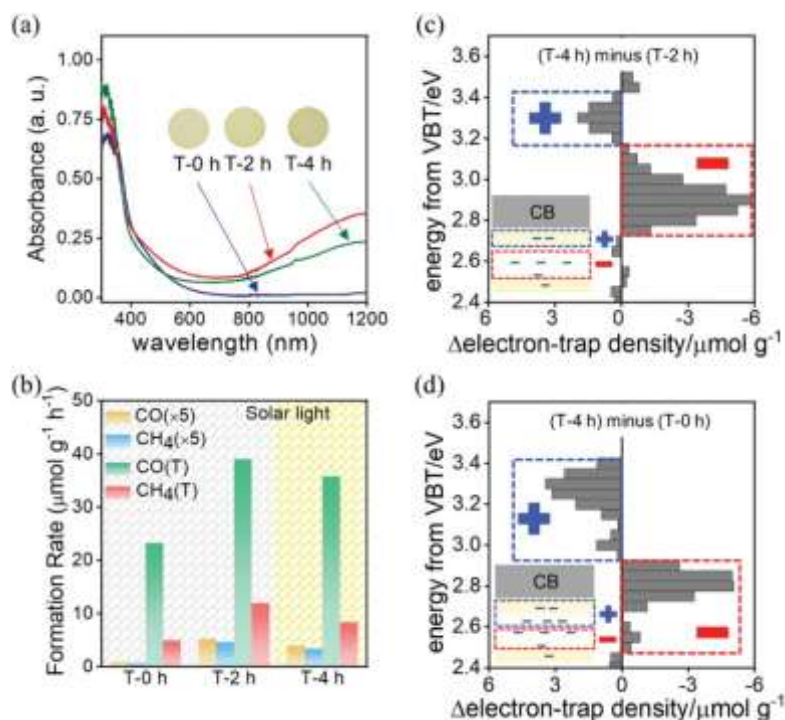 (a)
1.00
0.75
0.50
0.25
0.00
Absorbance (a. u.)
T-0 h T-2 h T-4 h
400 600 800 1000 1200
wavelength (nm)
(b)
50
40
30
20
10
0
Formation Rate (μmol g⁻¹ h⁻¹)
Solar light
CO(×5)
CH₄(×5)
CO(T)
CH₄(T)
T-0 h T-2 h T-4 h
(c)
(T-4 h) minus (T-2 h)
3.6
3.4
3.2
3.0
2.8
2.6
2.4
energy from VBT/eV
CB
6 3 0 -3 -6
Δelectron-trap density/μmol g⁻¹
(d)
(T-4 h) minus (T-0 h)
3.6
3.4
3.2
3.0
2.8
2.6
2.4
energy from VBT/eV
CB
6 3 0 -3 -6
Δelectron-trap density/μmol g⁻¹